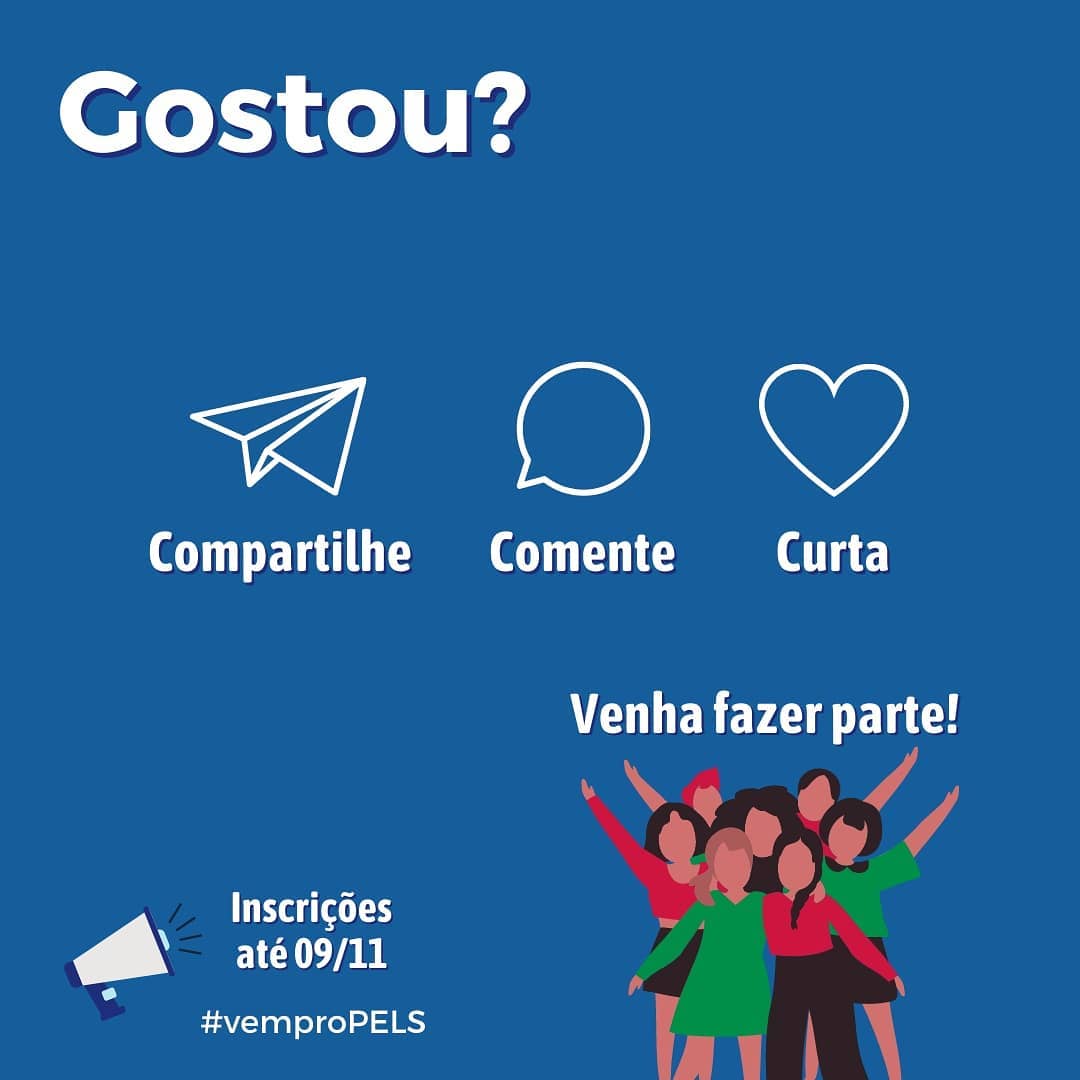 Gostou?
Compartilhe
Comente
Curta
Venha fazer parte!
Inscrições
até 09/11
#vemproPELS